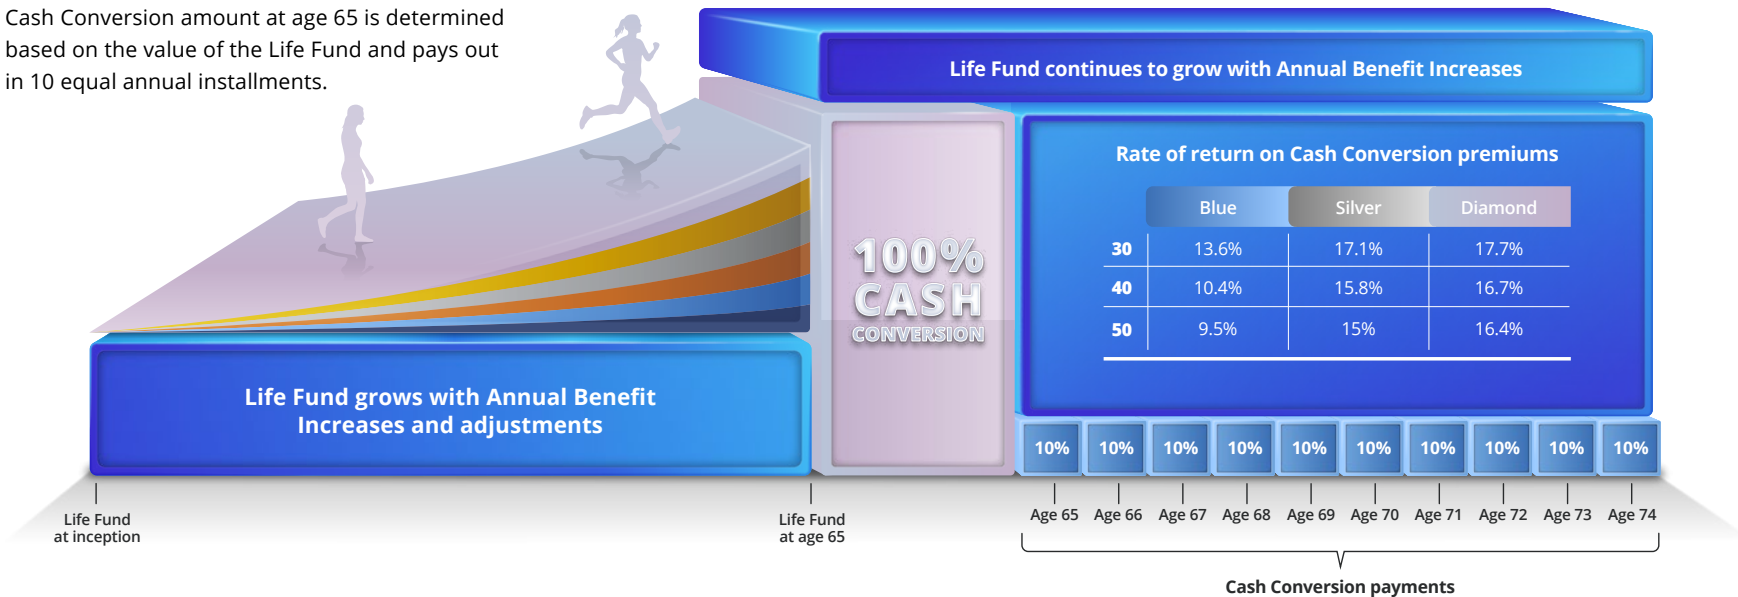 Cash Conversion amount at age 65 is determined
based on the value of the Life Fund and pays out
in 10 equal annual installments.
Life Fund continues to grow with Annual Benefit Increases
Rate of return on Cash Conversion premiums
Blue Silver Diamond
30 13.6% 17.1% 17.7%
40 10.4% 15.8% 16.7%
50 9.5% 15% 16.4%
100%
CASH
CONVERSION
Life Fund grows with Annual Benefit
Increases and adjustments
10% 10% 10% 10% 10% 10% 10% 10% 10% 10%
Life Fund
at inception
Life Fund
at age 65
Age 65 Age 66 Age 67 Age 68 Age 69 Age 70 Age 71 Age 72 Age 73 Age 74
Cash Conversion payments